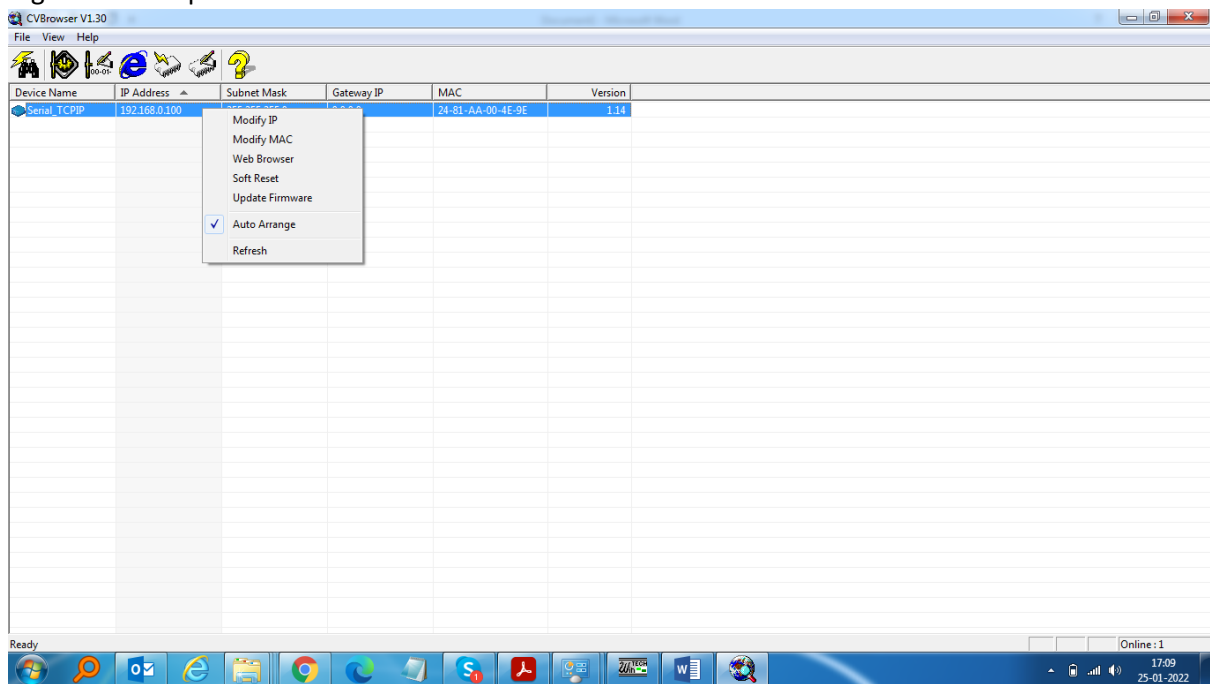 CVBrowser V1.30
File View Help
00-01-
Device Name IP Address Subnet Mask Gateway IP MAC Version
Serial_TCPIP 192.168.0.100 24-81-AA-00-4E-9E 1.14
Modify IP
Modify MAC
Web Browser
Soft Reset
Update Firmware
Auto Arrange
Refresh
Ready Online : 1
17:09
25-01-2022